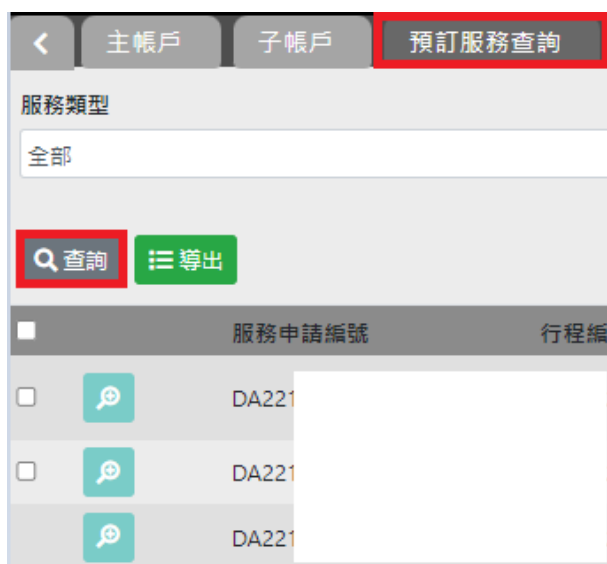 主帳戶 子帳戶 預訂服務查詢
服務類型
全部
查詢 導出
服務申請編號 行程編
DA221
DA221
DA221